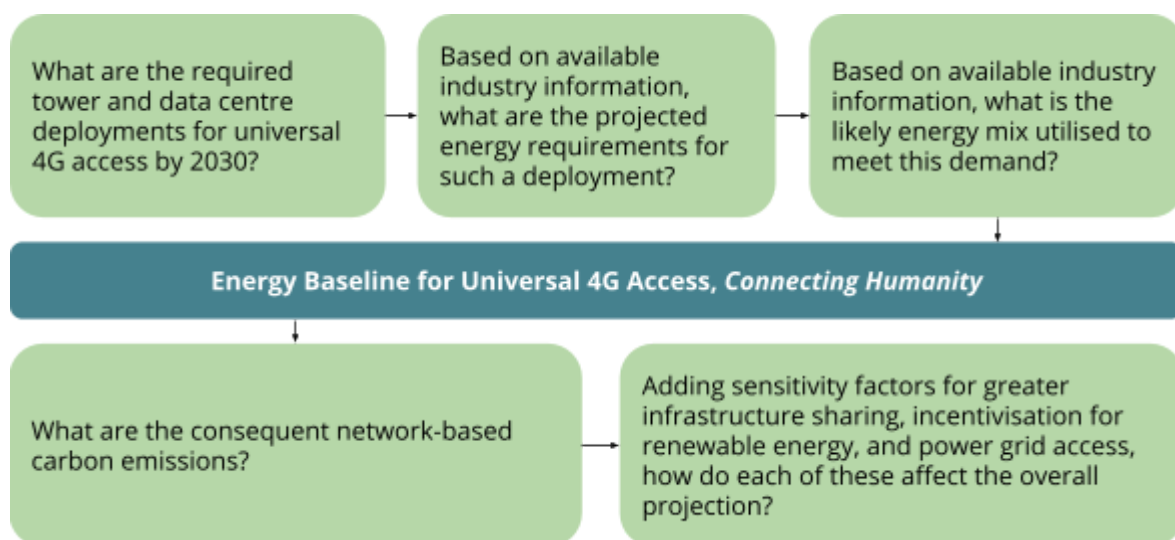 What are the required
tower and data centre
deployments for universal
4G access by 2030?
Based on available
industry information,
what are the projected
energy requirements for
such a deployment?
Based on available industry
information, what is the
likely energy mix utilised to
meet this demand?
Energy Baseline for Universal 4G Access, Connecting Humanity
What are the consequent network-based
carbon emissions?
Adding sensitivity factors for greater
infrastructure sharing, incentivisation for
renewable energy, and power grid access,
how do each of these affect the overall
projection?